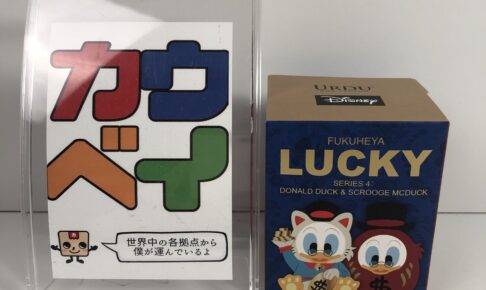 カウ
ベイ
世界中の各拠点から
僕が運んでいるよ
URDU
Disney
FUKUHEYA
LUCKY
SERIES 4:
DONALD DUCK & SCROOGE MCDUCK